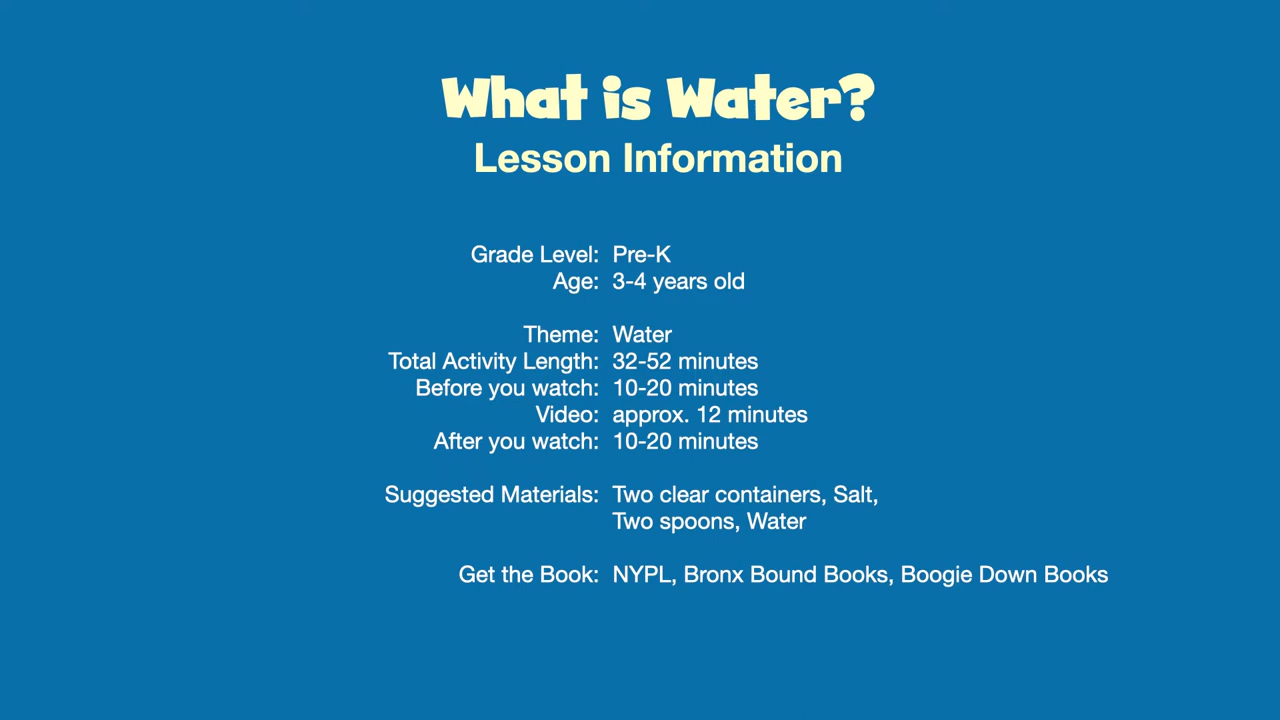 What is Water?
Lesson Information
Grade Level: Pre-K
Age: 3-4 years old
Theme: Water
Total Activity Length: 32-52 minutes
Before you watch: 10-20 minutes
Video: approx. 12 minutes
After you watch: 10-20 minutes
Suggested Materials: Two clear containers, Salt,
Two spoons, Water
Get the Book: NYPL, Bronx Bound Books, Boogie Down Books